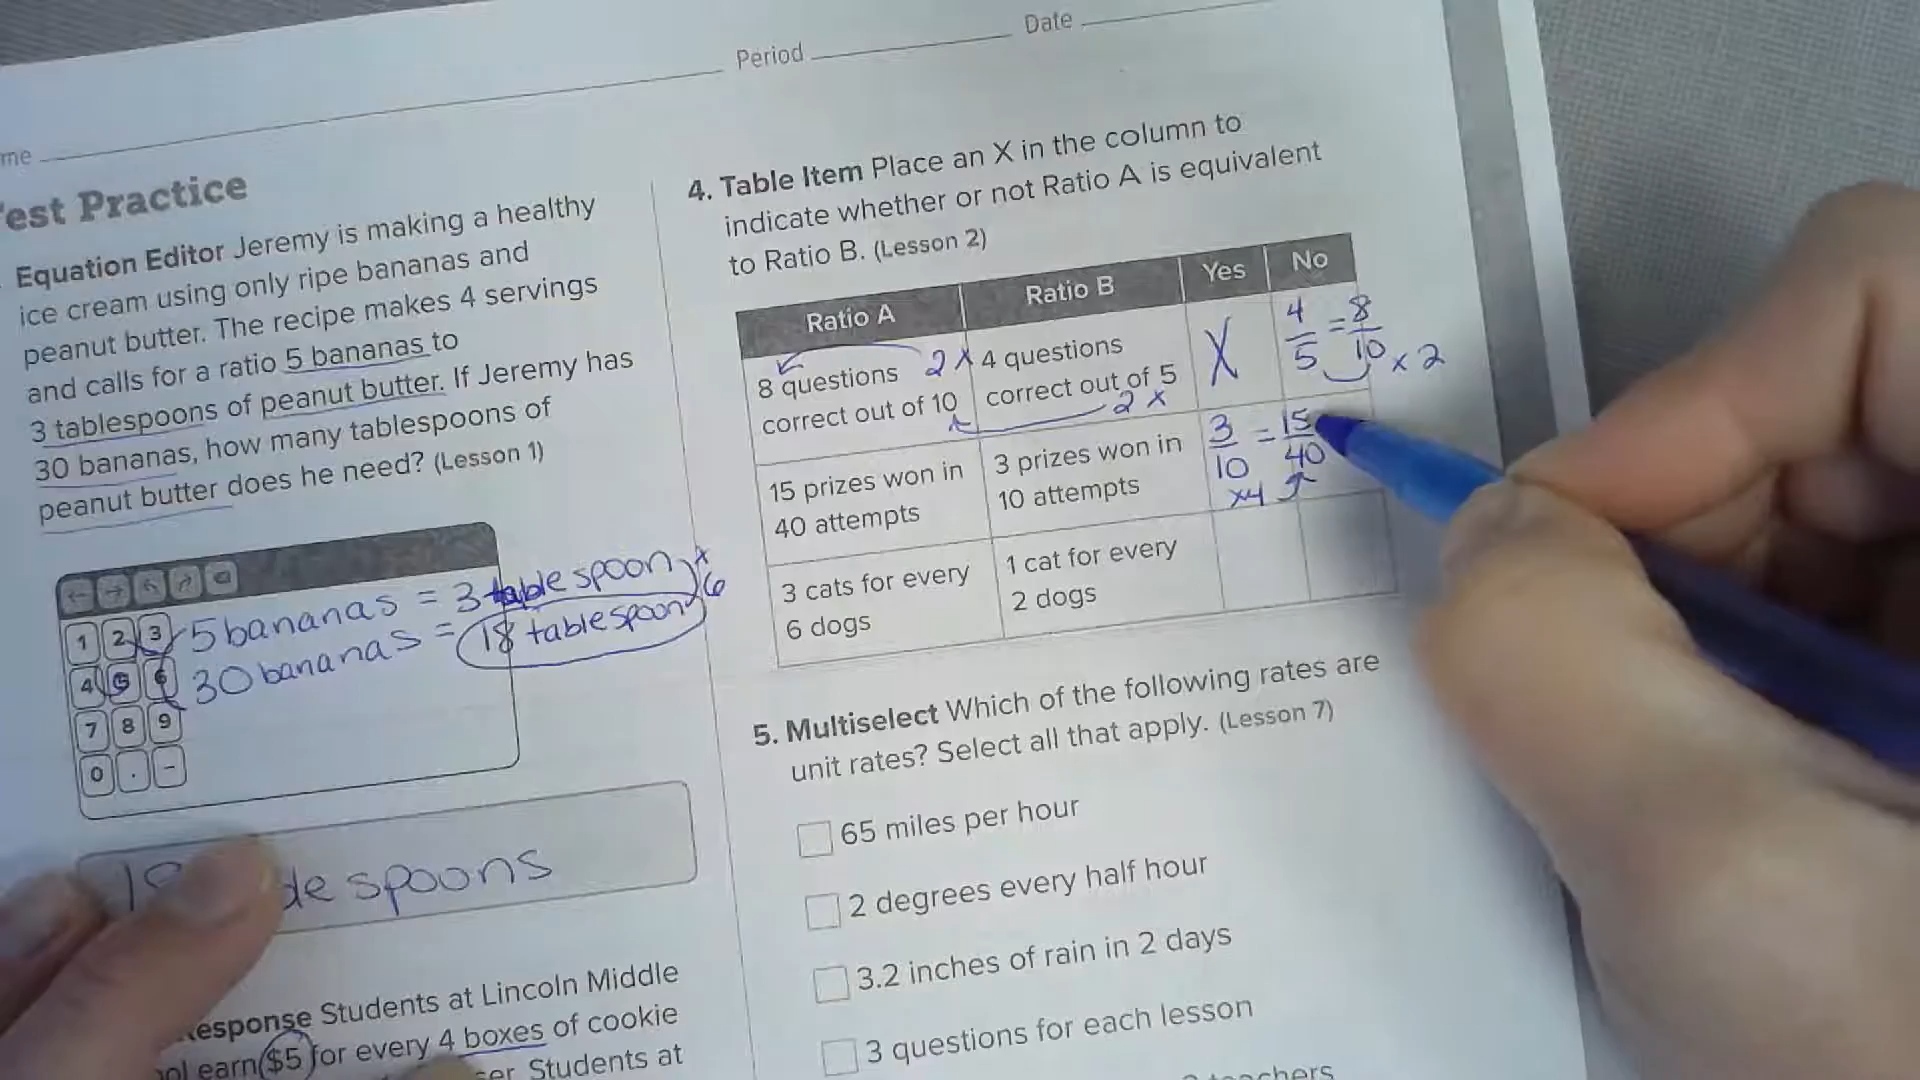 Period
Date
me
est Practice
Equation Editor Jeremy is making a healthy
ice cream using only ripe bananas and
peanut butter. The recipe makes 4 servings
and calls for a ratio 5 bananas to
3 tablespoons of peanut butter. If Jeremy has
30 bananas, how many tablespoons of
peanut butter does he need? (Lesson 1)
1 2 3
4 5 6
7 8 9
0 . -
5 bananas = 3 tablespoon
30 bananas = 18 tablespoon
x
6
spoons
esponse Students at Lincoln Middle
earn $5 for every 4 boxes of cookie
Students at
4. Table Item Place an X in the column to
indicate whether or not Ratio A is equivalent
to Ratio B. (Lesson 2)
Ratio A Ratio B Yes No
8 questions 2 x 4 questions X 4/5 = 8/10 x 2
correct out of 10 correct out of 5
2 x
15 prizes won in 3 prizes won in 3/10 = 15/40
40 attempts 10 attempts x4
3 cats for every 1 cat for every
6 dogs 2 dogs
5. Multiselect Which of the following rates are
unit rates? Select all that apply. (Lesson 7)
65 miles per hour
2 degrees every half hour
3.2 inches of rain in 2 days
3 questions for each lesson